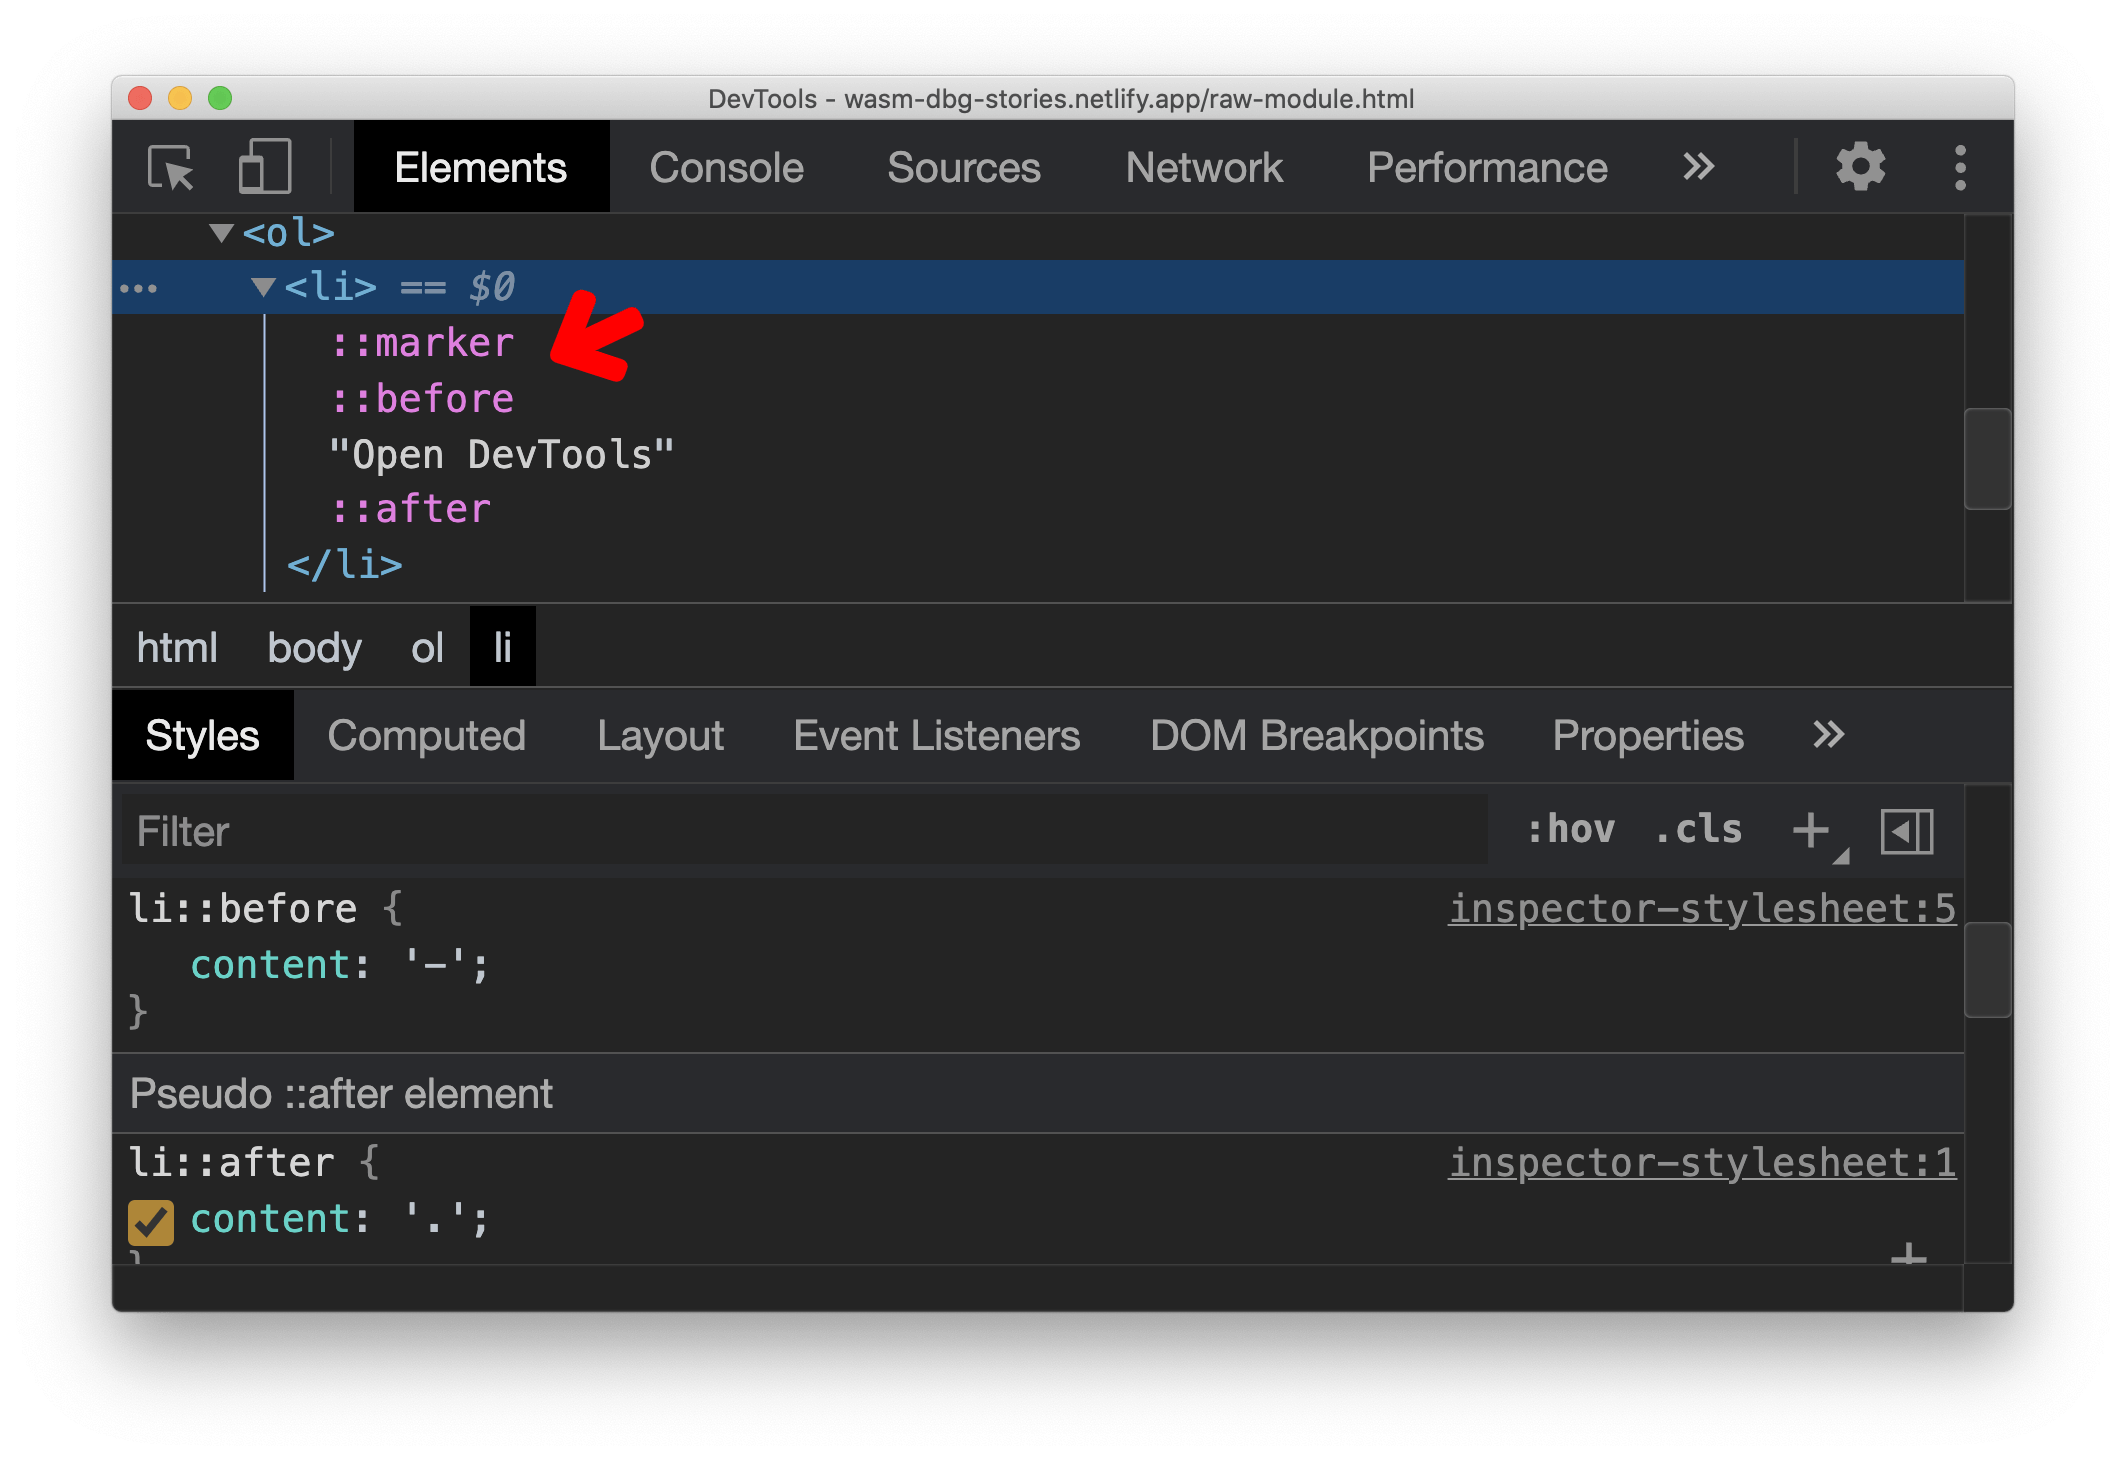 DevTools - wasm-dbg-stories.netlify.app/raw-module.html
Elements Console Sources Network Performance »
<ol>
<li> == $0
::marker
::before
"Open DevTools"
::after
</li>
html body ol li
Styles Computed Layout Event Listeners DOM Breakpoints Properties »
Filter :hov .cls +
li::before { inspector-stylesheet:5
content: '-';
}
Pseudo ::after element
li::after { inspector-stylesheet:1
content: '.';
}